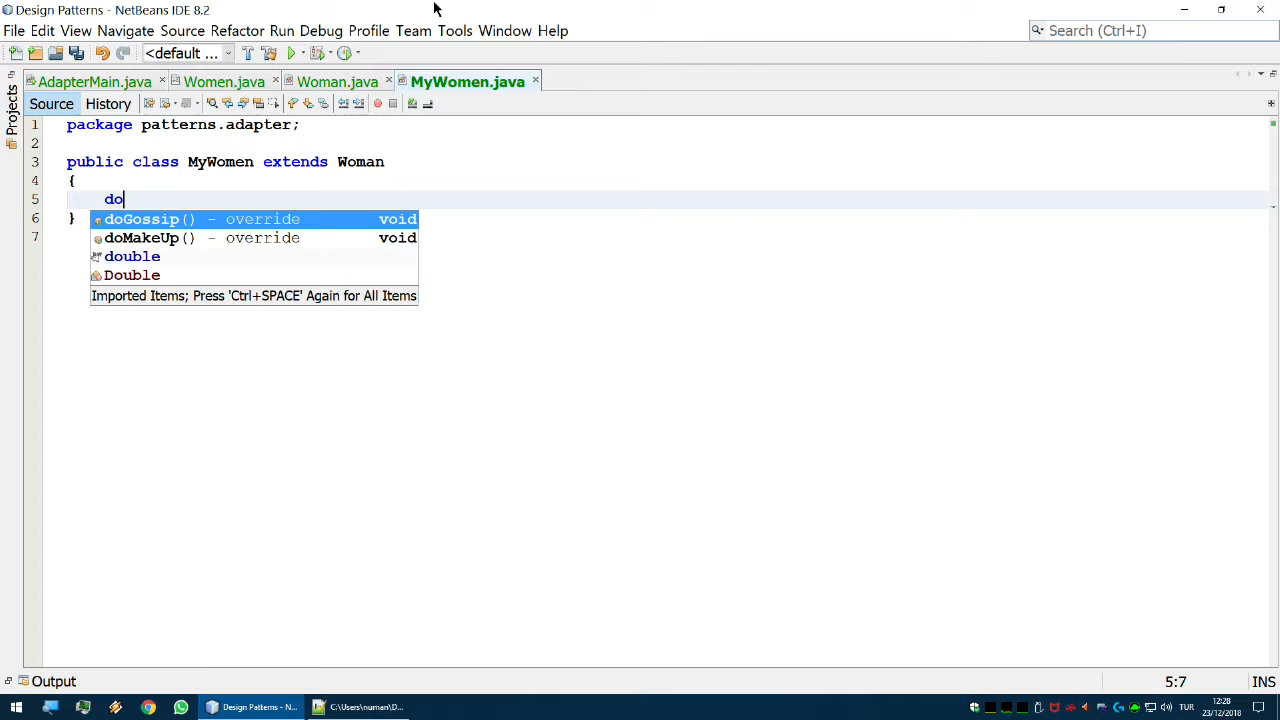 Design Patterns - NetBeans IDE 8.2
File Edit View Navigate Source Refactor Run Debug Profile Team Tools Window Help
Search (Ctrl+I)
<default ...
AdapterMain.java Women.java Woman.java MyWomen.java
Projects
Source History
1 package patterns.adapter;
2
3 public class MyWomen extends Woman
4 {
5 do
6 }
7
doGossip() - override void
doMakeUp() - override void
double
Double
Imported Items; Press 'Ctrl+SPACE' Again for All Items
Output
5:7 INS
Design Patterns - N...
C:\Users\numan\D...
TUR
12:28
23/12/2018